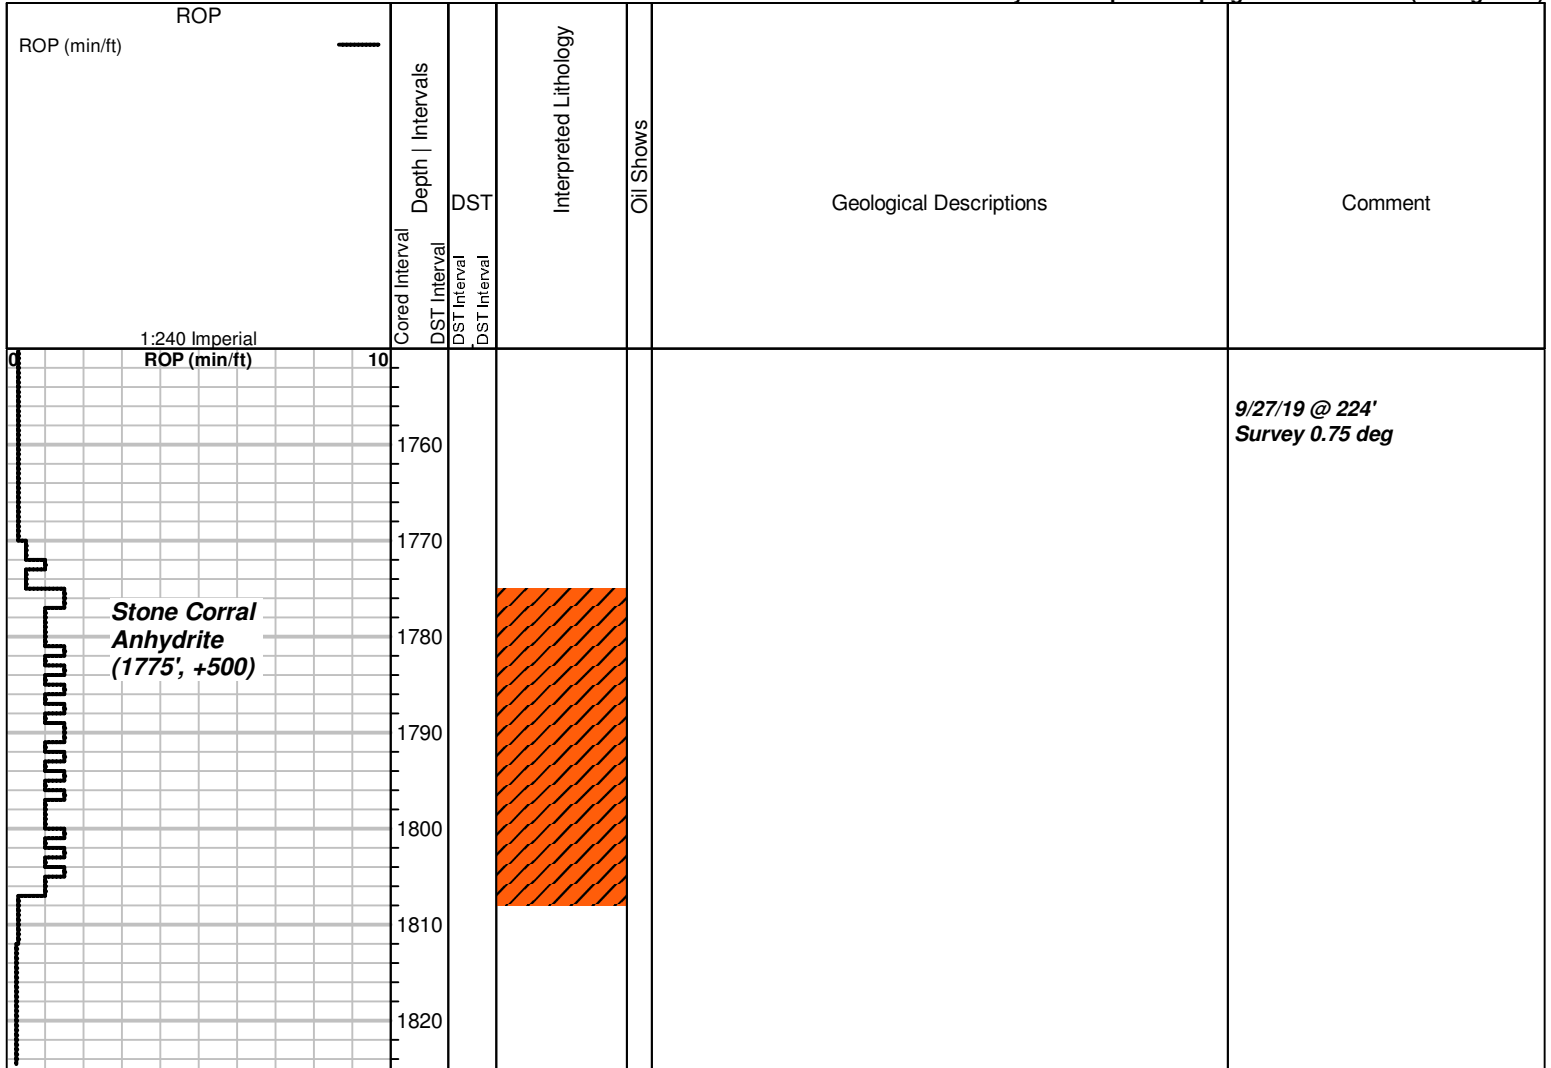 ROP
ROP (min/ft)
1:240 Imperial
Depth | Intervals
Cored Interval
DST Interval
DST
DST Interval
DST Interval
Interpreted Lithology
Oil Shows
Geological Descriptions
Comment
0 ROP (min/ft) 10
9/27/19 @ 224'
Survey 0.75 deg
1760
1770
Stone Corral
Anhydrite
(1775', +500)
1780
1790
1800
1810
1820